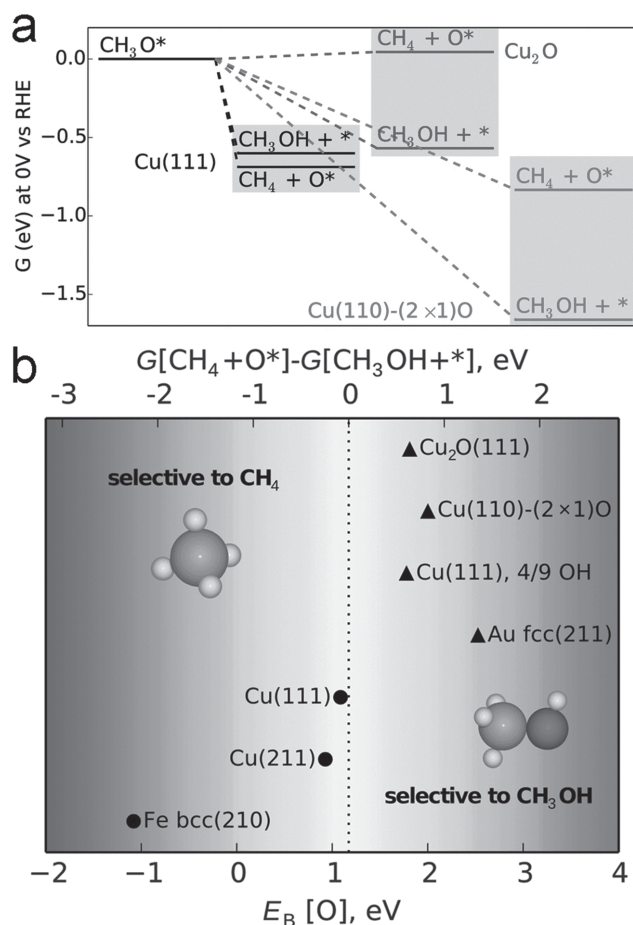 a
G (eV) at 0V vs RHE
0.0
−0.5
−1.0
−1.5
CH₃O*
CH₄ + O*
Cu₂O
CH₃OH + *
CH₃OH + *
Cu(111)
CH₄ + O*
CH₄ + O*
Cu(110)-(2 ×1)O
CH₃OH + *
b
G[CH₄+O*]-G[CH₃OH+*], eV
-3 -2 -1 0 1 2
selective to CH₄
Cu₂O(111)
Cu(110)-(2×1)O
Cu(111), 4/9 OH
Au fcc(211)
Cu(111)
Cu(211)
selective to CH₃OH
Fe bcc(210)
−2 −1 0 1 2 3 4
E_B [O], eV